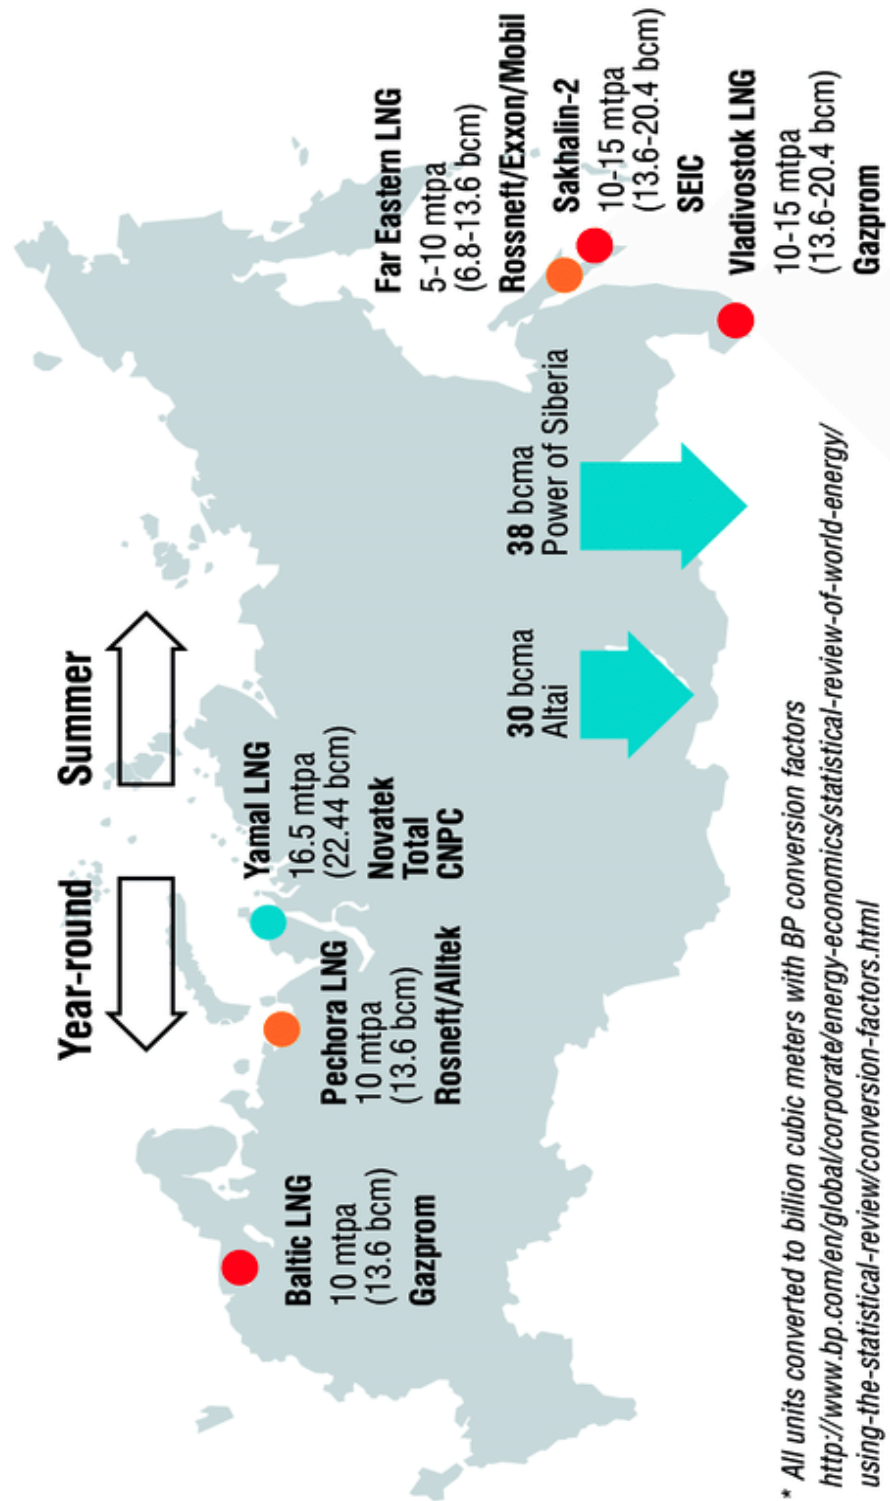 Year-round
Summer
Baltic LNG
10 mtpa
(13.6 bcm)
Gazprom
Pechora LNG
10 mtpa
(13.6 bcm)
Rosneft/Alltek
Yamal LNG
16.5 mtpa
(22.44 bcm)
Novatek
Total
CNPC
30 bcma
Altai
38 bcma
Power of Siberia
Far Eastern LNG
5-10 mtpa
(6.8-13.6 bcm)
Rossneft/Exxon/Mobil
Sakhalin-2
10-15 mtpa
(13.6-20.4 bcm)
SEIC
Vladivostok LNG
10-15 mtpa
(13.6-20.4 bcm)
Gazprom
* All units converted to billion cubic meters with BP conversion factors
http://www.bp.com/en/global/corporate/energy-economics/statistical-review-of-world-energy/
using-the-statistical-review/conversion-factors.html